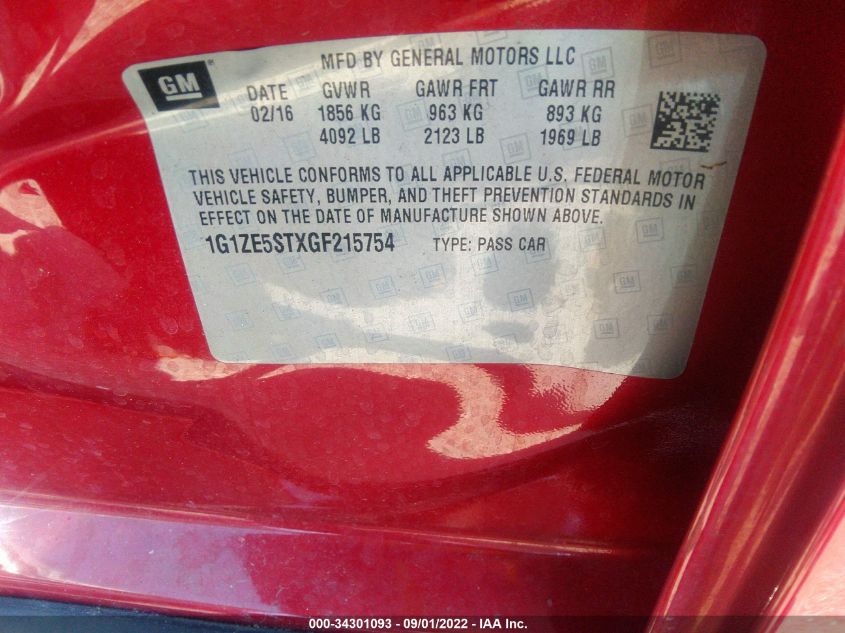 GM
MFD BY GENERAL MOTORS LLC
DATE GVWR GAWR FRT GAWR RR
02/16 1856 KG 963 KG 893 KG
4092 LB 2123 LB 1969 LB
THIS VEHICLE CONFORMS TO ALL APPLICABLE U.S. FEDERAL MOTOR
VEHICLE SAFETY, BUMPER, AND THEFT PREVENTION STANDARDS IN
EFFECT ON THE DATE OF MANUFACTURE SHOWN ABOVE.
1G1ZE5STXGF215754 TYPE: PASS CAR
000-34301093 - 09/01/2022 - IAA Inc.